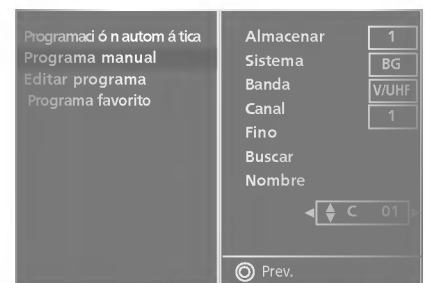 Programación automática
Programa manual
Editar programa
Programa favorito
Almacenar 1
Sistema BG
Banda V/UHF
Canal 1
Fino
Buscar
Nombre
C 01
Prev.